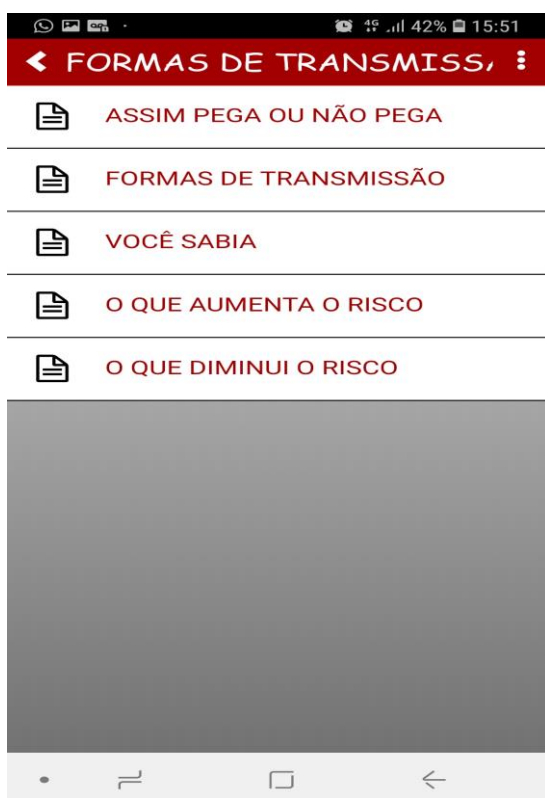 4G 42% 15:51
FORMAS DE TRANSMISS
ASSIM PEGA OU NÃO PEGA
FORMAS DE TRANSMISSÃO
VOCÊ SABIA
O QUE AUMENTA O RISCO
O QUE DIMINUI O RISCO